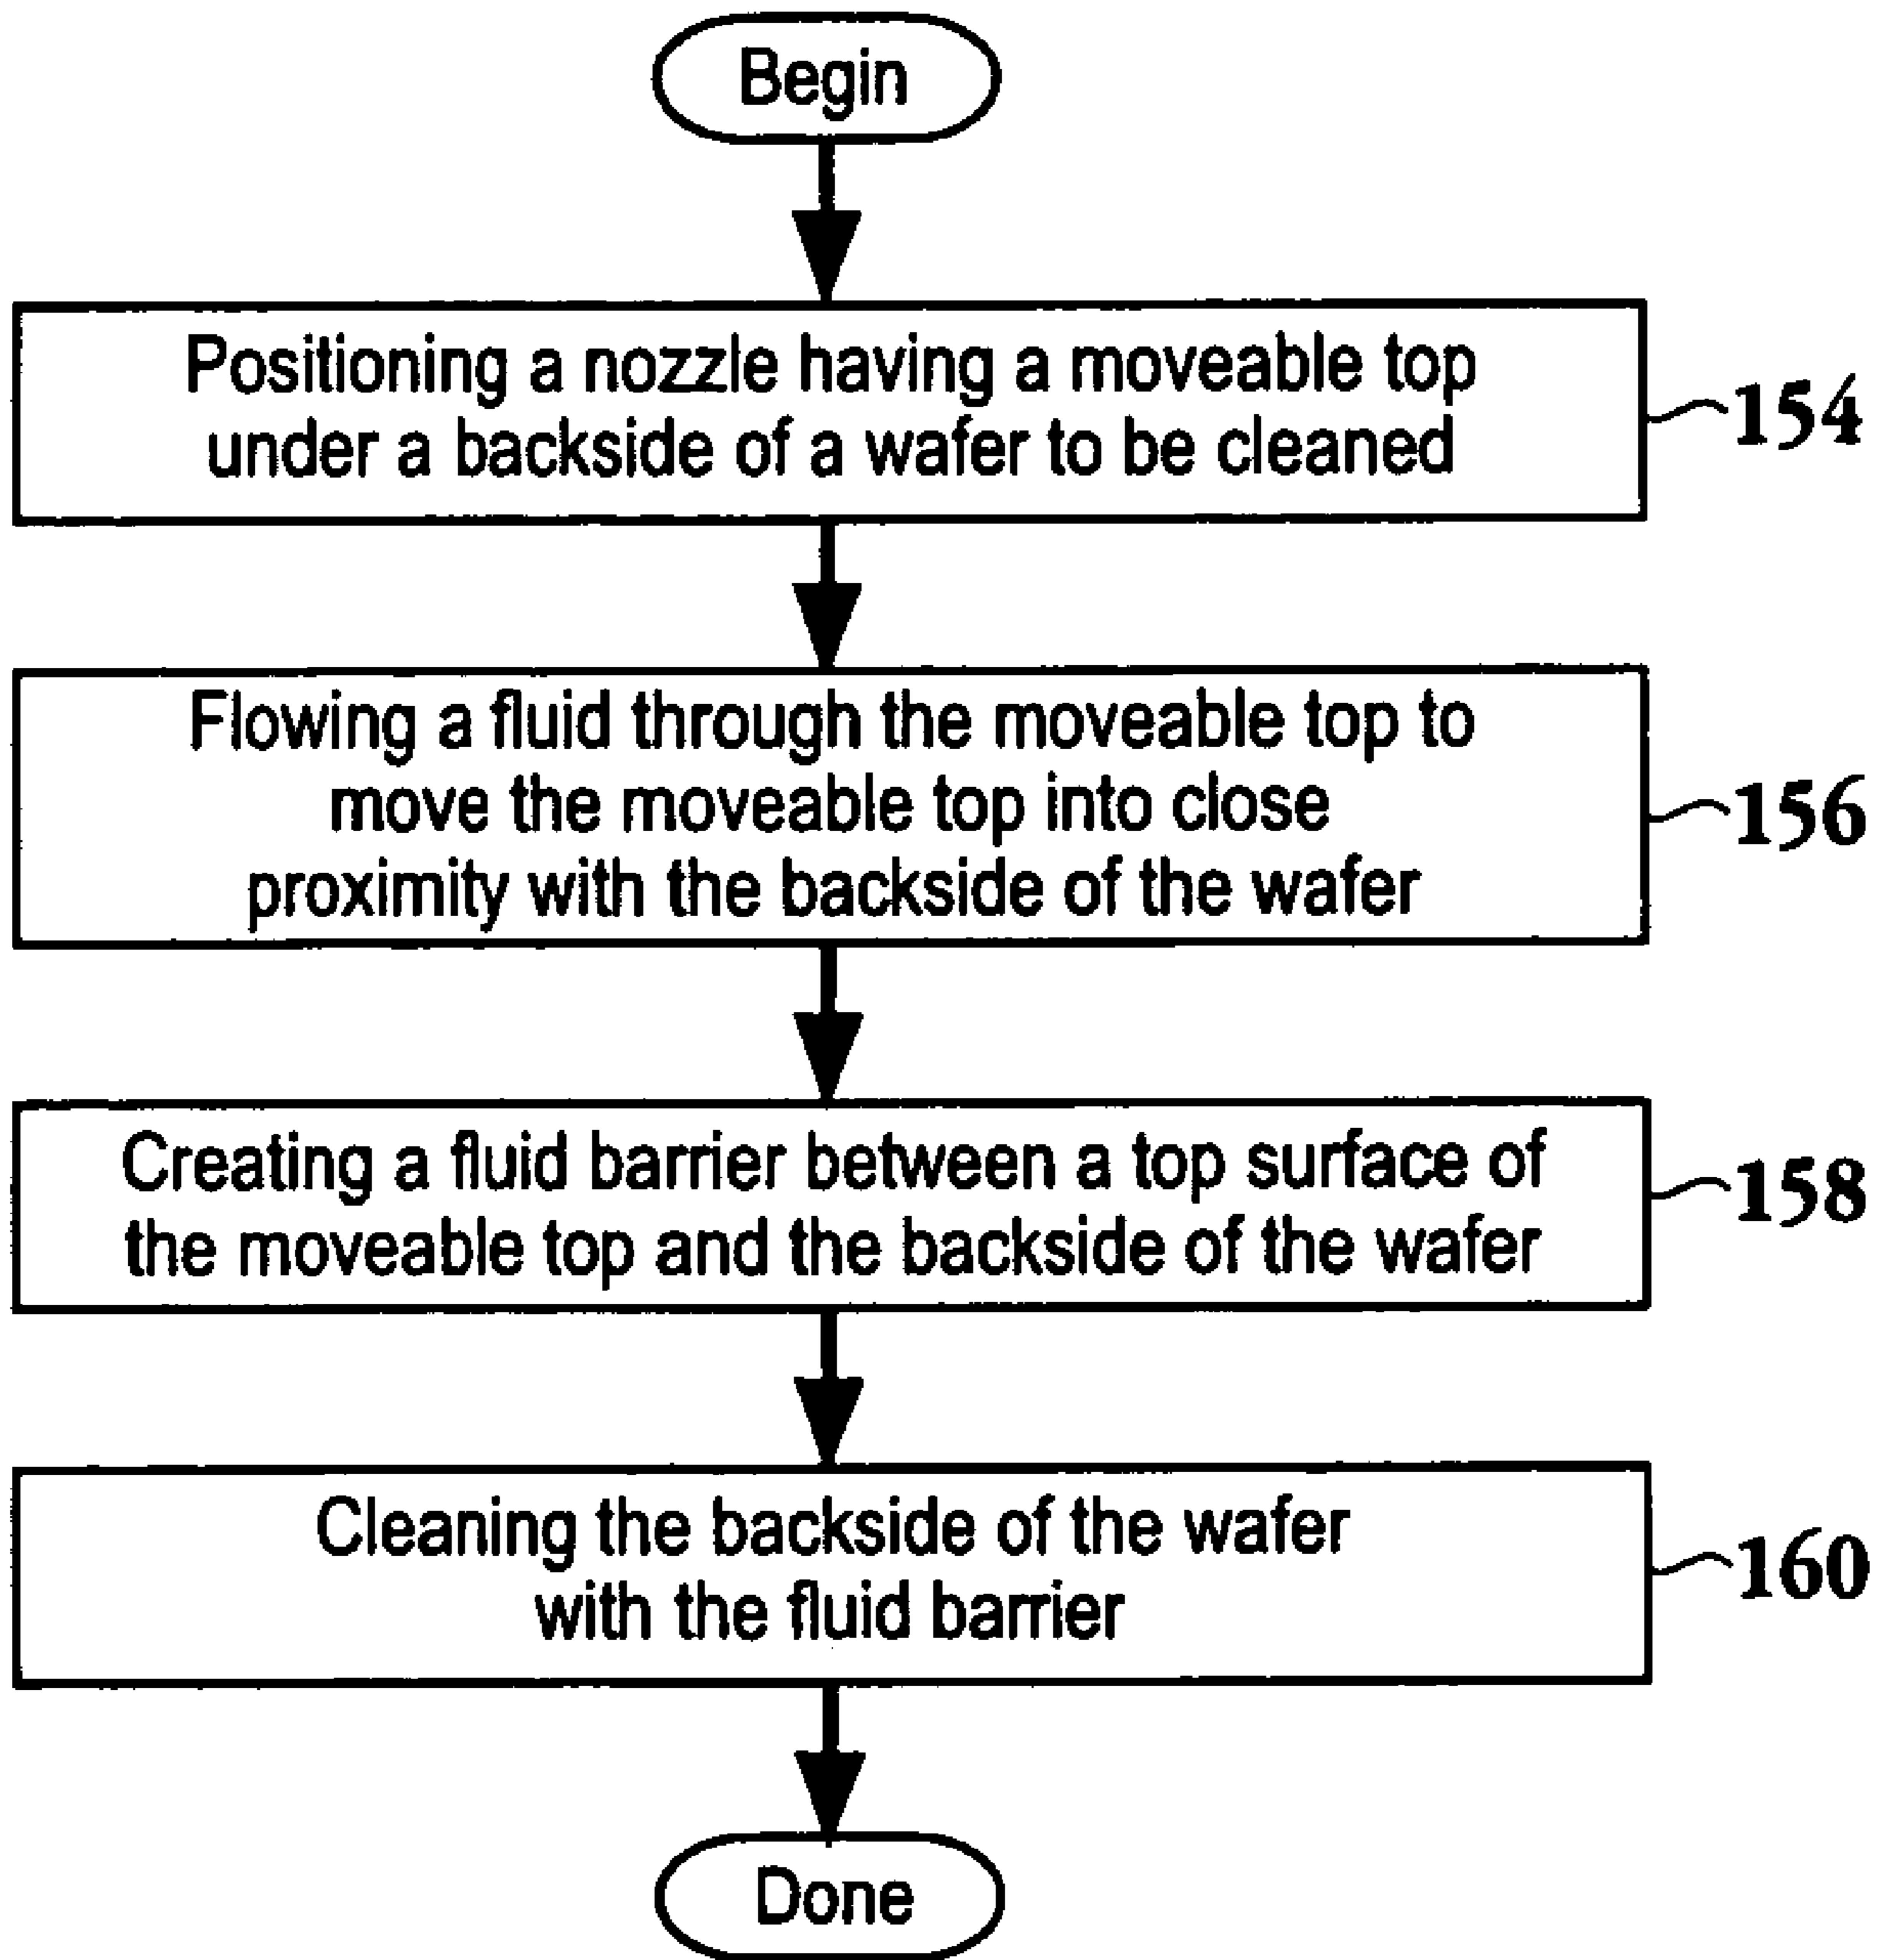 Begin
Positioning a nozzle having a moveable top
under a backside of a wafer to be cleaned
154
Flowing a fluid through the moveable top to
move the moveable top into close
proximity with the backside of the wafer
156
Creating a fluid barrier between a top surface of
the moveable top and the backside of the wafer
158
Cleaning the backside of the wafer
with the fluid barrier
160
Done